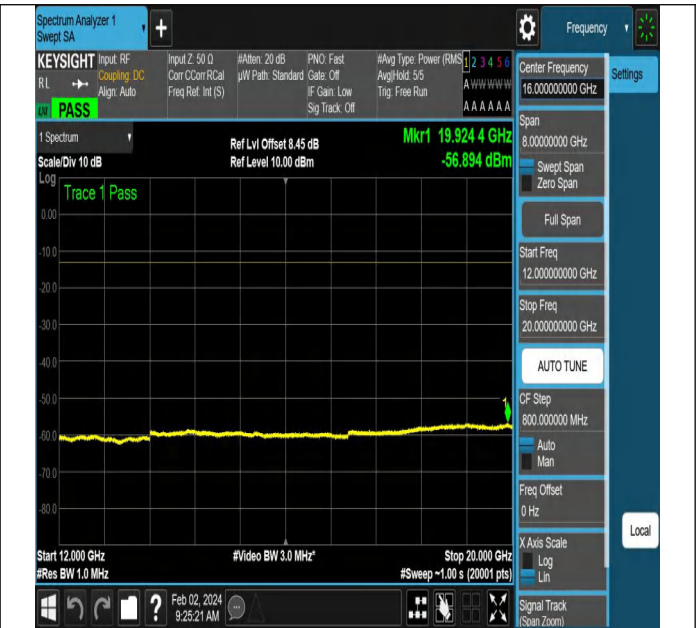 Spectrum Analyzer 1
Swept SA
+
Frequency
KEYSIGHT
RL
PASS
Input: RF
Coupling: DC
Align: Auto
Input Z: 50 Ω
Corr CCorr RCal
Freq Ref: Int (S)
#Atten: 20 dB
µW Path: Standard
PNO: Fast
Gate: Off
IF Gain: Low
Sig Track: Off
#Avg Type: Power (RMS
Avg|Hold: 5/5
Trig: Free Run
1 2 3 4 5 6
A W W W W W
A A A A A A
1 Spectrum
Scale/Div 10 dB
Ref Lvl Offset 8.45 dB
Ref Level 10.00 dBm
Mkr1 19.924 4 GHz
-56.894 dBm
Log
Trace 1 Pass
0.00
-10.0
-20.0
-30.0
-40.0
-50.0
-60.0
-70.0
-80.0
1
Start 12.000 GHz
#Res BW 1.0 MHz
#Video BW 3.0 MHz*
Stop 20.000 GHz
#Sweep ~1.00 s (20001 pts)
?
Feb 02, 2024
9:25:21 AM
Center Frequency
16.000000000 GHz
Settings
Span
8.00000000 GHz
Swept Span
Zero Span
Full Span
Start Freq
12.000000000 GHz
Stop Freq
20.000000000 GHz
AUTO TUNE
CF Step
800.000000 MHz
Auto
Man
Freq Offset
0 Hz
X Axis Scale
Log
Lin
Local
Signal Track
(Span Zoom)